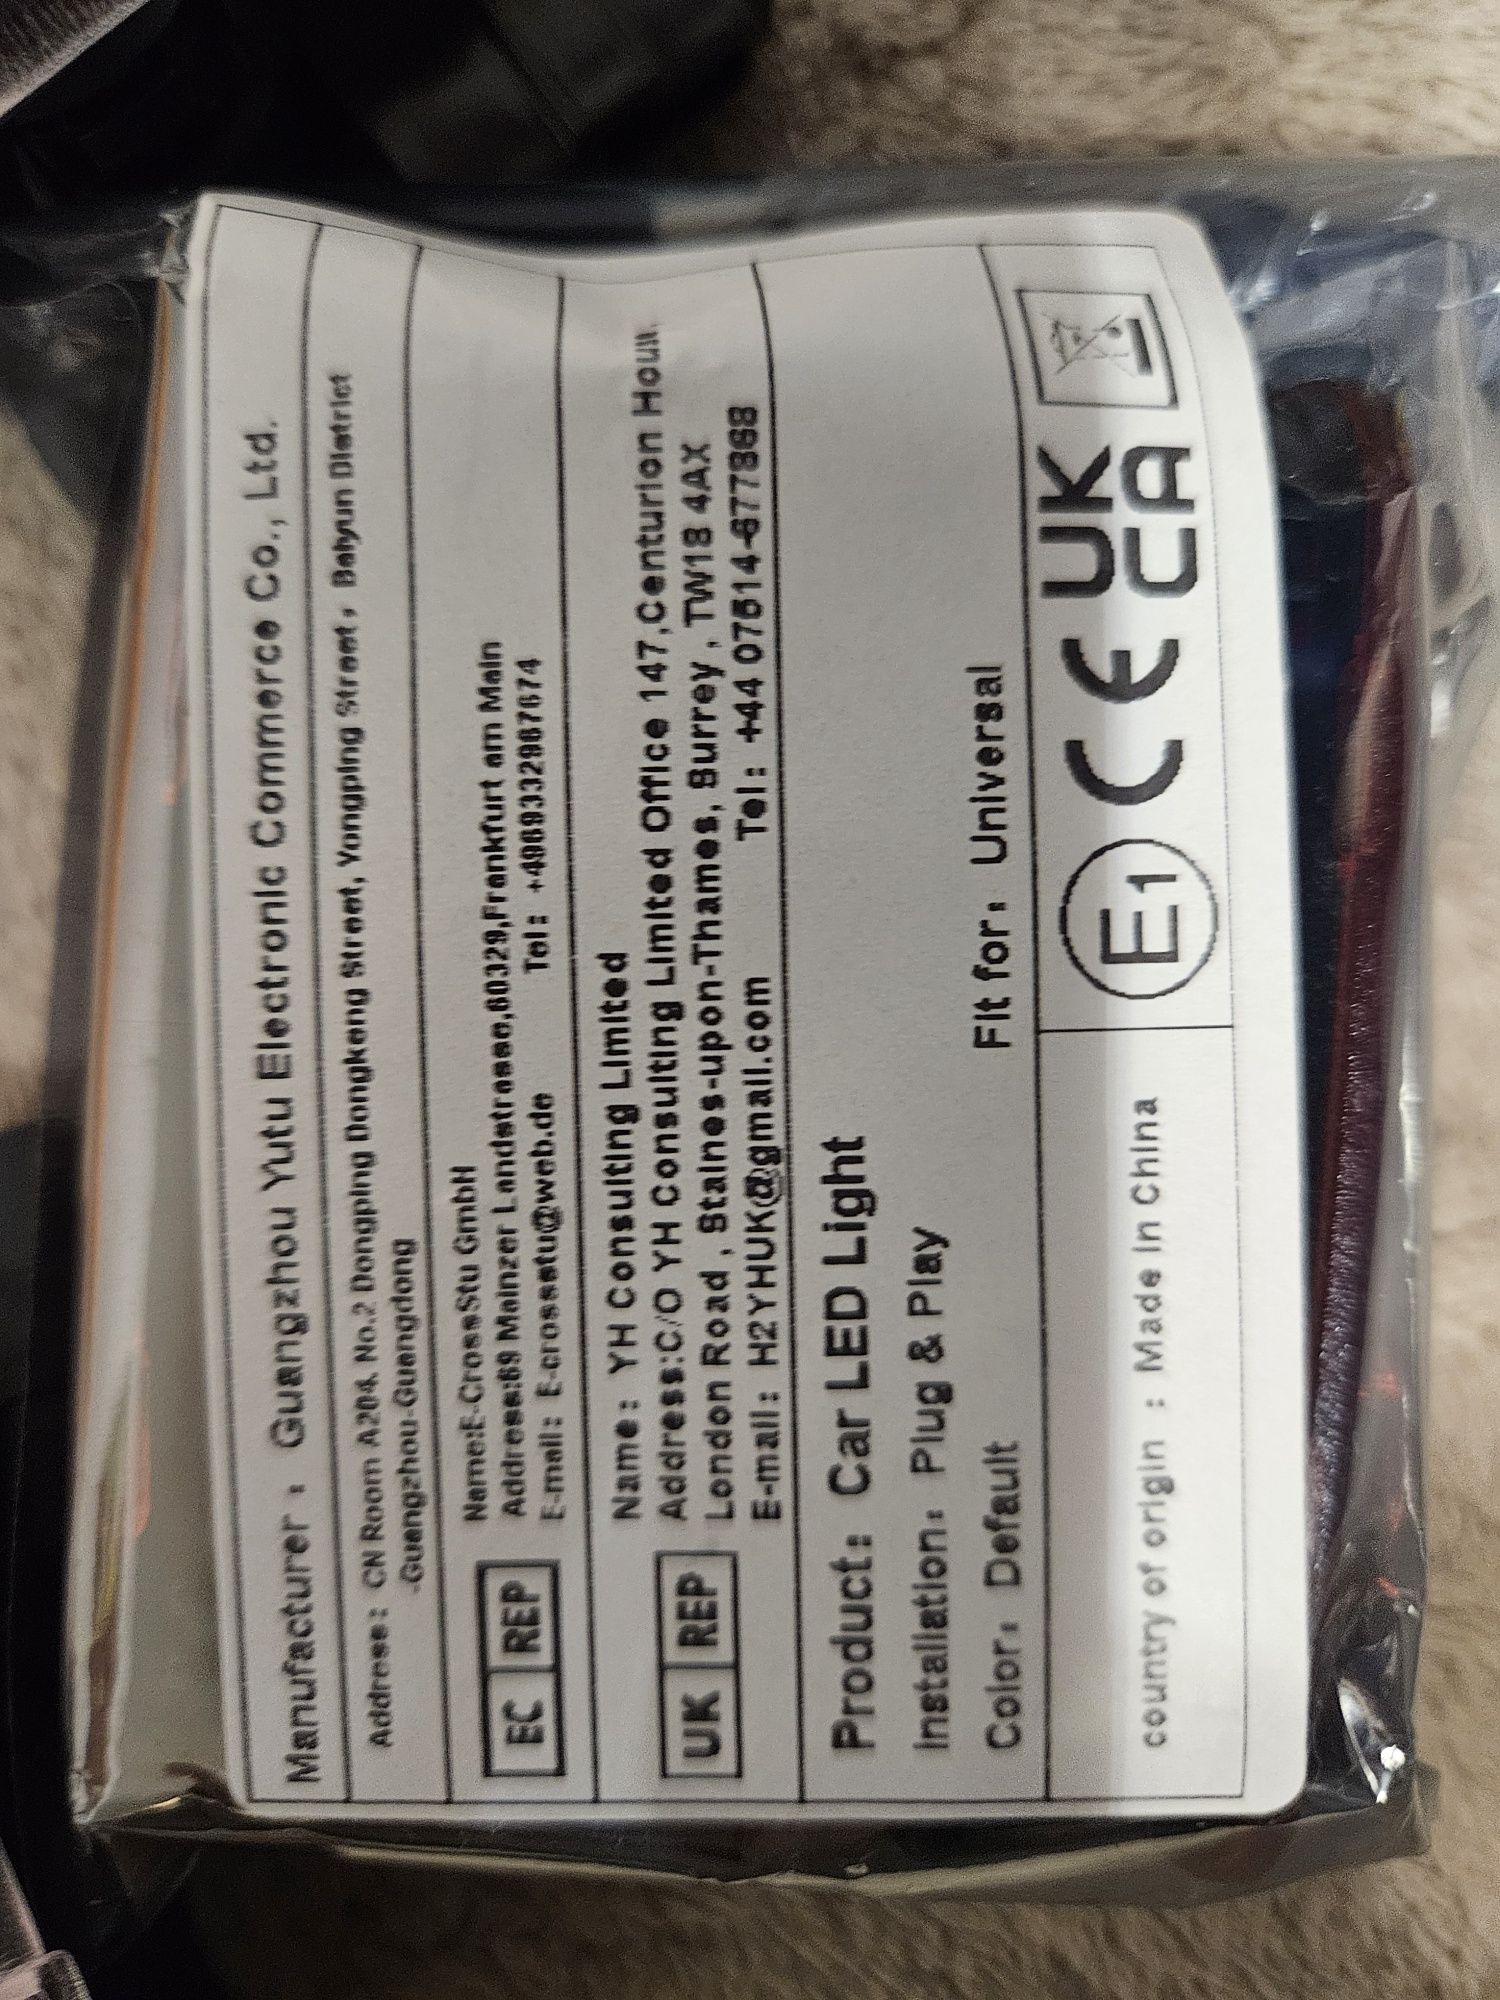 Manufacturer : Guangzhou Yutu Electronic Commerce Co., Ltd.
Address: CN Room A204, No.2 Dongping Dongkeng Street, Yongping Street, Baiyun District
-Guangzhou-Guangdong
EC REP
Name:E-CrossStu GmbH
Address:69 Mainzer Landstrasse,60329,Frankfurt am Main
E-mail: E-crosstu@web.de Tel: +4969332967674
UK REP
Name: YH Consulting Limited
Address:C/O YH Consulting Limited Office 147,Centurion House,
London Road, Staines-upon-Thames, Surrey, TW18 4AX
E-mail: H2YHUK@gmail.com Tel: +44 07514-677868
Product: Car LED Light
Installation: Plug & Play
Color: Default Fit for: Universal
country of origin : Made in China
E1 CE UK
CA